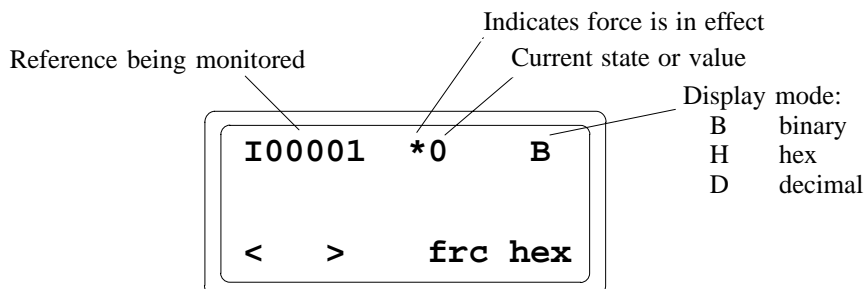 Indicates force is in effect
Reference being monitored
Current state or value
Display mode:
B binary
H hex
D decimal
I00001 *0 B
< > frc hex